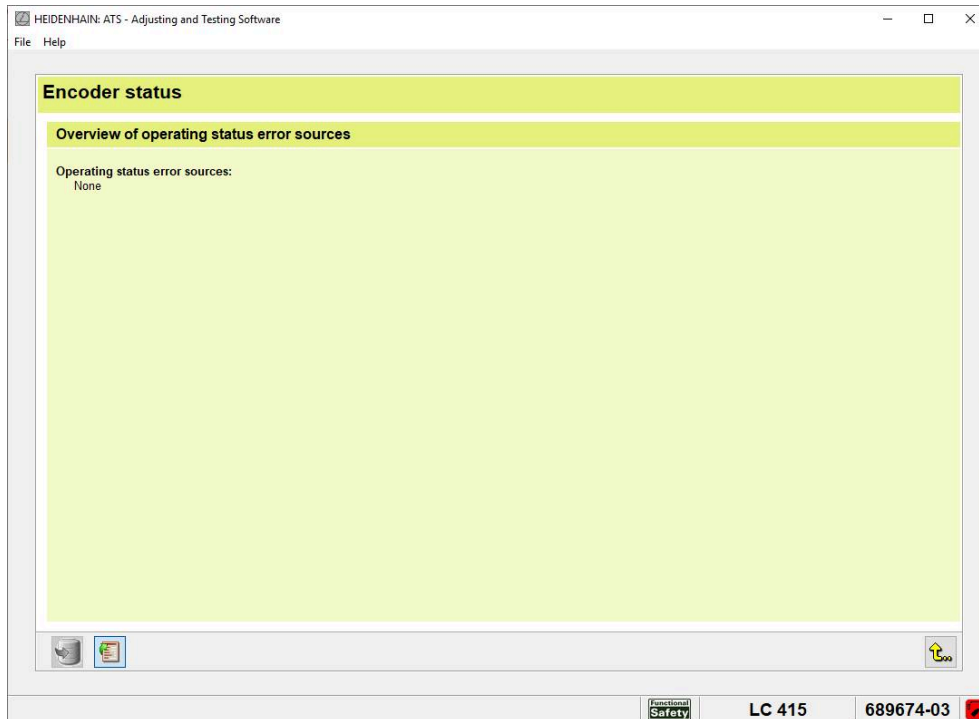 HEIDENHAIN: ATS - Adjusting and Testing Software
File Help
Encoder status
Overview of operating status error sources
Operating status error sources:
None
Functional
Safety
LC 415
689674-03